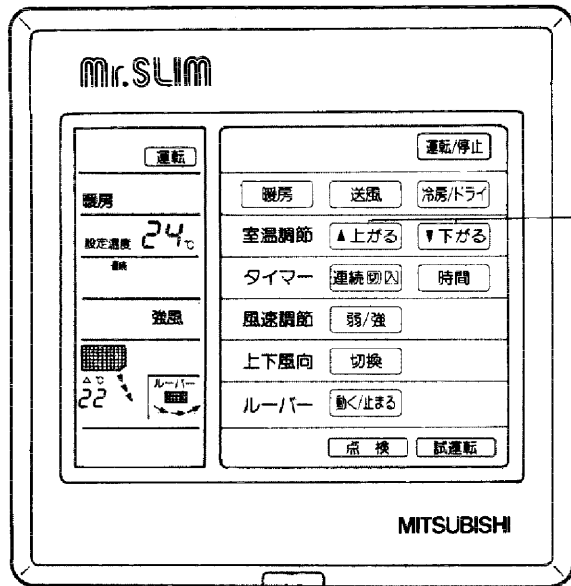 Mr.SLIM
運転
運転/停止
暖房
暖房 送風 冷房/ドライ
設定温度 24℃
室温調節 ▲上がる ▼下がる
連続
タイマー 連続切入 時間
強風
風速調節 弱/強
上下風向 切換
△℃
22
ルーバー
ルーバー 動く/止まる
点検 試運転
MITSUBISHI